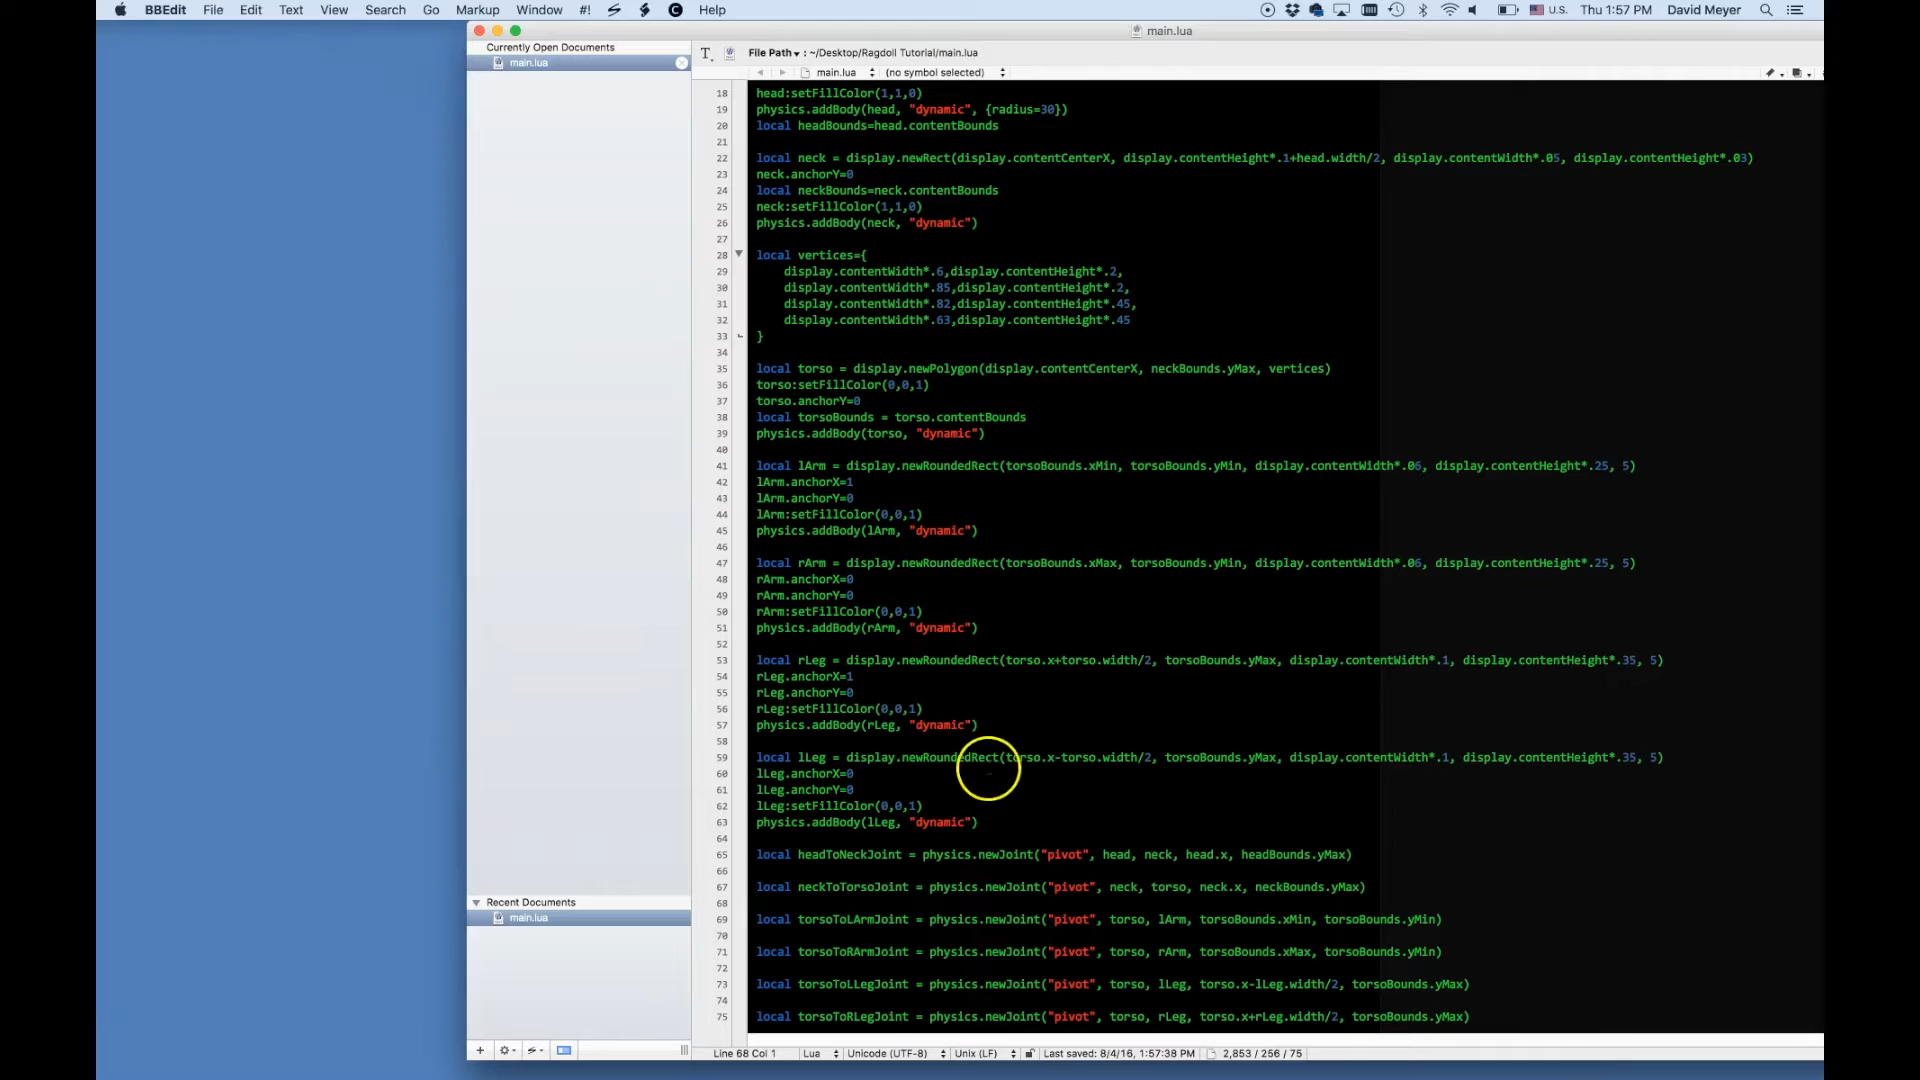 BBEdit File Edit Text View Search Go Markup Window #! Help U.S. Thu 1:57 PM David Meyer
main.lua
Currently Open Documents
main.lua
File Path : ~/Desktop/Ragdoll Tutorial/main.lua
main.lua (no symbol selected)
18 head:setFillColor(1,1,0)
19 physics.addBody(head, "dynamic", {radius=30})
20 local headBounds=head.contentBounds
21
22 local neck = display.newRect(display.contentCenterX, display.contentHeight*.1+head.width/2, display.contentWidth*.05, display.contentHeight*.03)
23 neck.anchorY=0
24 local neckBounds=neck.contentBounds
25 neck:setFillColor(1,1,0)
26 physics.addBody(neck, "dynamic")
27
28 local vertices={
29 display.contentWidth*.6,display.contentHeight*.2,
30 display.contentWidth*.85,display.contentHeight*.2,
31 display.contentWidth*.82,display.contentHeight*.45,
32 display.contentWidth*.63,display.contentHeight*.45
33 }
34
35 local torso = display.newPolygon(display.contentCenterX, neckBounds.yMax, vertices)
36 torso:setFillColor(0,0,1)
37 torso.anchorY=0
38 local torsoBounds = torso.contentBounds
39 physics.addBody(torso, "dynamic")
40
41 local lArm = display.newRoundedRect(torsoBounds.xMin, torsoBounds.yMin, display.contentWidth*.06, display.contentHeight*.25, 5)
42 lArm.anchorX=1
43 lArm.anchorY=0
44 lArm:setFillColor(0,0,1)
45 physics.addBody(lArm, "dynamic")
46
47 local rArm = display.newRoundedRect(torsoBounds.xMax, torsoBounds.yMin, display.contentWidth*.06, display.contentHeight*.25, 5)
48 rArm.anchorX=0
49 rArm.anchorY=0
50 rArm:setFillColor(0,0,1)
51 physics.addBody(rArm, "dynamic")
52
53 local rLeg = display.newRoundedRect(torso.x+torso.width/2, torsoBounds.yMax, display.contentWidth*.1, display.contentHeight*.35, 5)
54 rLeg.anchorX=1
55 rLeg.anchorY=0
56 rLeg:setFillColor(0,0,1)
57 physics.addBody(rLeg, "dynamic")
58
59 local lLeg = display.newRoundedRect(torso.x-torso.width/2, torsoBounds.yMax, display.contentWidth*.1, display.contentHeight*.35, 5)
60 lLeg.anchorX=0
61 lLeg.anchorY=0
62 lLeg:setFillColor(0,0,1)
63 physics.addBody(lLeg, "dynamic")
64
65 local headToNeckJoint = physics.newJoint("pivot", head, neck, head.x, headBounds.yMax)
66
67 local neckToTorsoJoint = physics.newJoint("pivot", neck, torso, neck.x, neckBounds.yMax)
68
69 local torsoToLArmJoint = physics.newJoint("pivot", torso, lArm, torsoBounds.xMin, torsoBounds.yMin)
70
71 local torsoToRArmJoint = physics.newJoint("pivot", torso, rArm, torsoBounds.xMax, torsoBounds.yMin)
72
73 local torsoToLLegJoint = physics.newJoint("pivot", torso, lLeg, torso.x-lLeg.width/2, torsoBounds.yMax)
74
75 local torsoToRLegJoint = physics.newJoint("pivot", torso, rLeg, torso.x+rLeg.width/2, torsoBounds.yMax)
Recent Documents
main.lua
Line 68 Col 1 Lua Unicode (UTF-8) Unix (LF) Last saved: 8/4/16, 1:57:38 PM 2,853 / 256 / 75